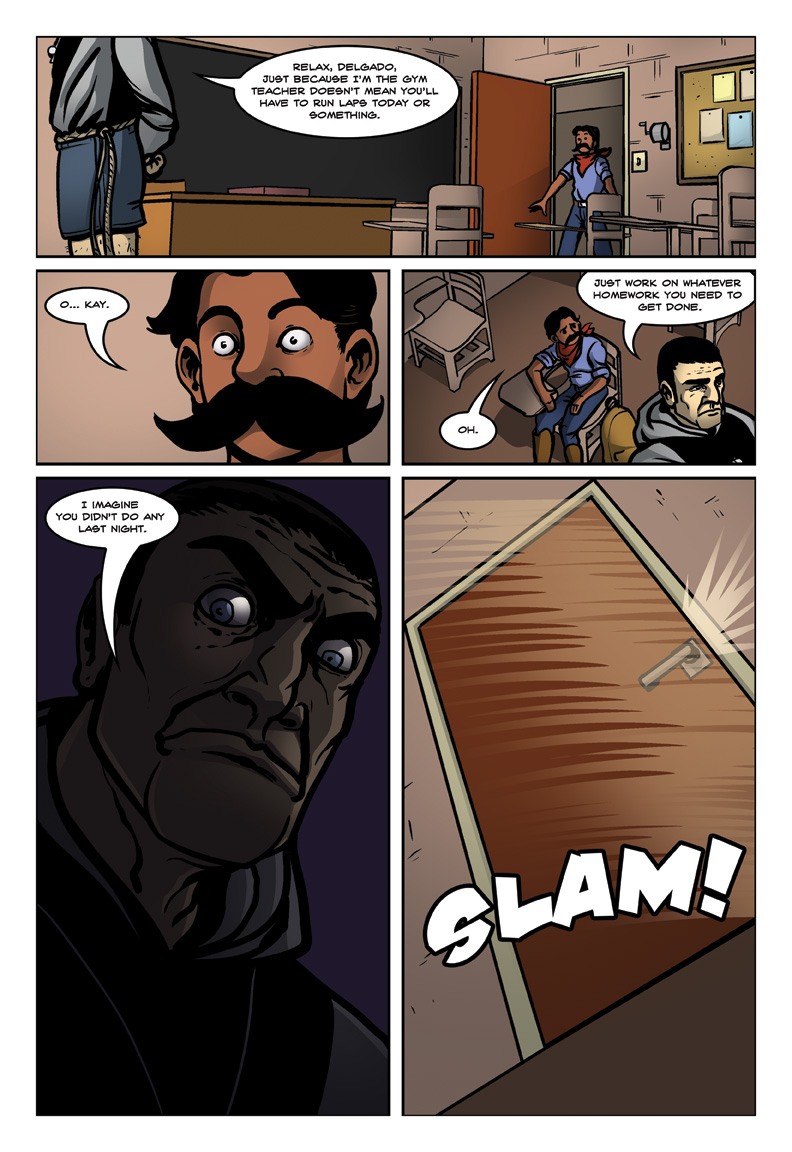 RELAX, DELGADO,
JUST BECAUSE I'M THE GYM
TEACHER DOESN'T MEAN YOU'LL
HAVE TO RUN LAPS TODAY OR
SOMETHING.
O... KAY.
JUST WORK ON WHATEVER
HOMEWORK YOU NEED TO
GET DONE.
OH.
I IMAGINE
YOU DIDN'T DO ANY
LAST NIGHT.
SLAM!